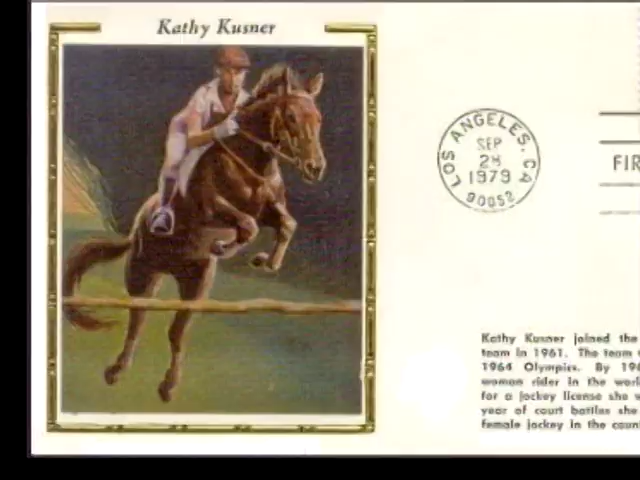 Kathy Kusner
LOS ANGELES, CA
SEP
28
1979
90052
FIR
Kathy Kusner joined the
team in 1961. The team
1964 Olympics. By 196
woman rider in the worl
for a jockey license she w
year of court battles she
female jockey in the coun